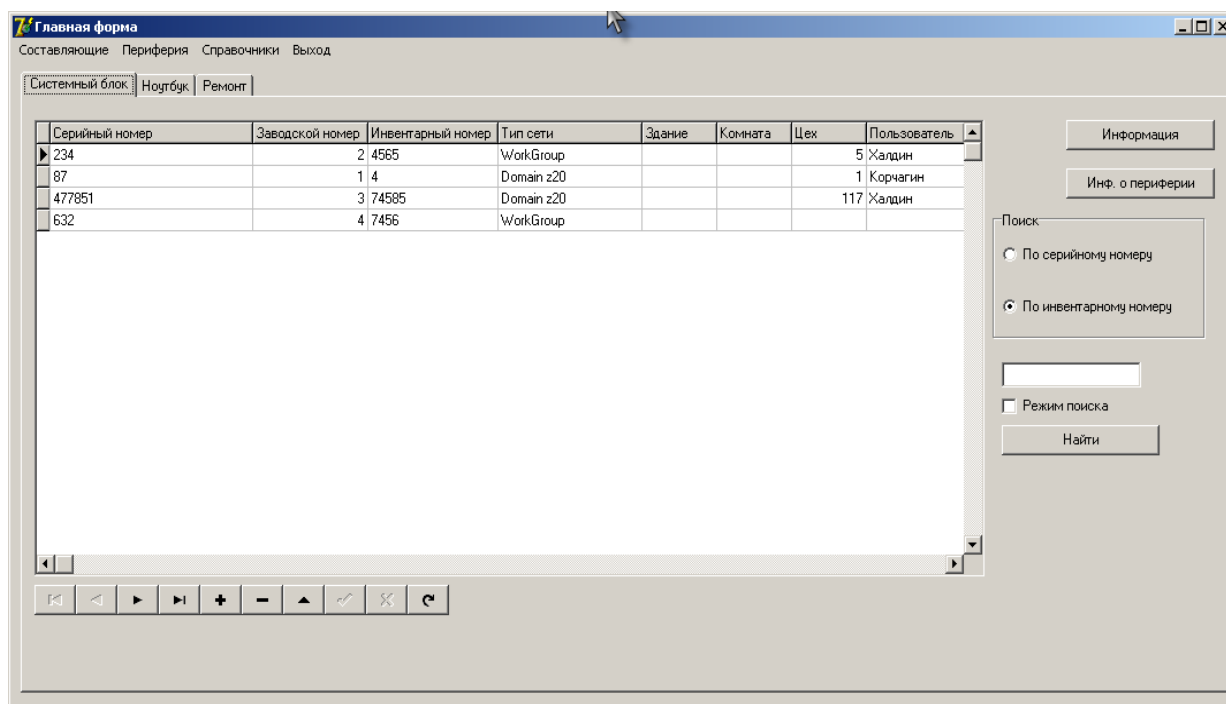 Главная форма
Составляющие Периферия Справочники Выход
Системный блок Ноутбук Ремонт
Серийный номер Заводской номер Инвентарный номер Тип сети Здание Комната Цех Пользователь
234 2 4565 WorkGroup 5 Халдин
87 1 4 Domain z20 1 Корчагин
477851 3 74585 Domain z20 117 Халдин
632 4 7456 WorkGroup
Информация
Инф. о периферии
Поиск
По серийному номеру
По инвентарному номеру
Режим поиска
Найти